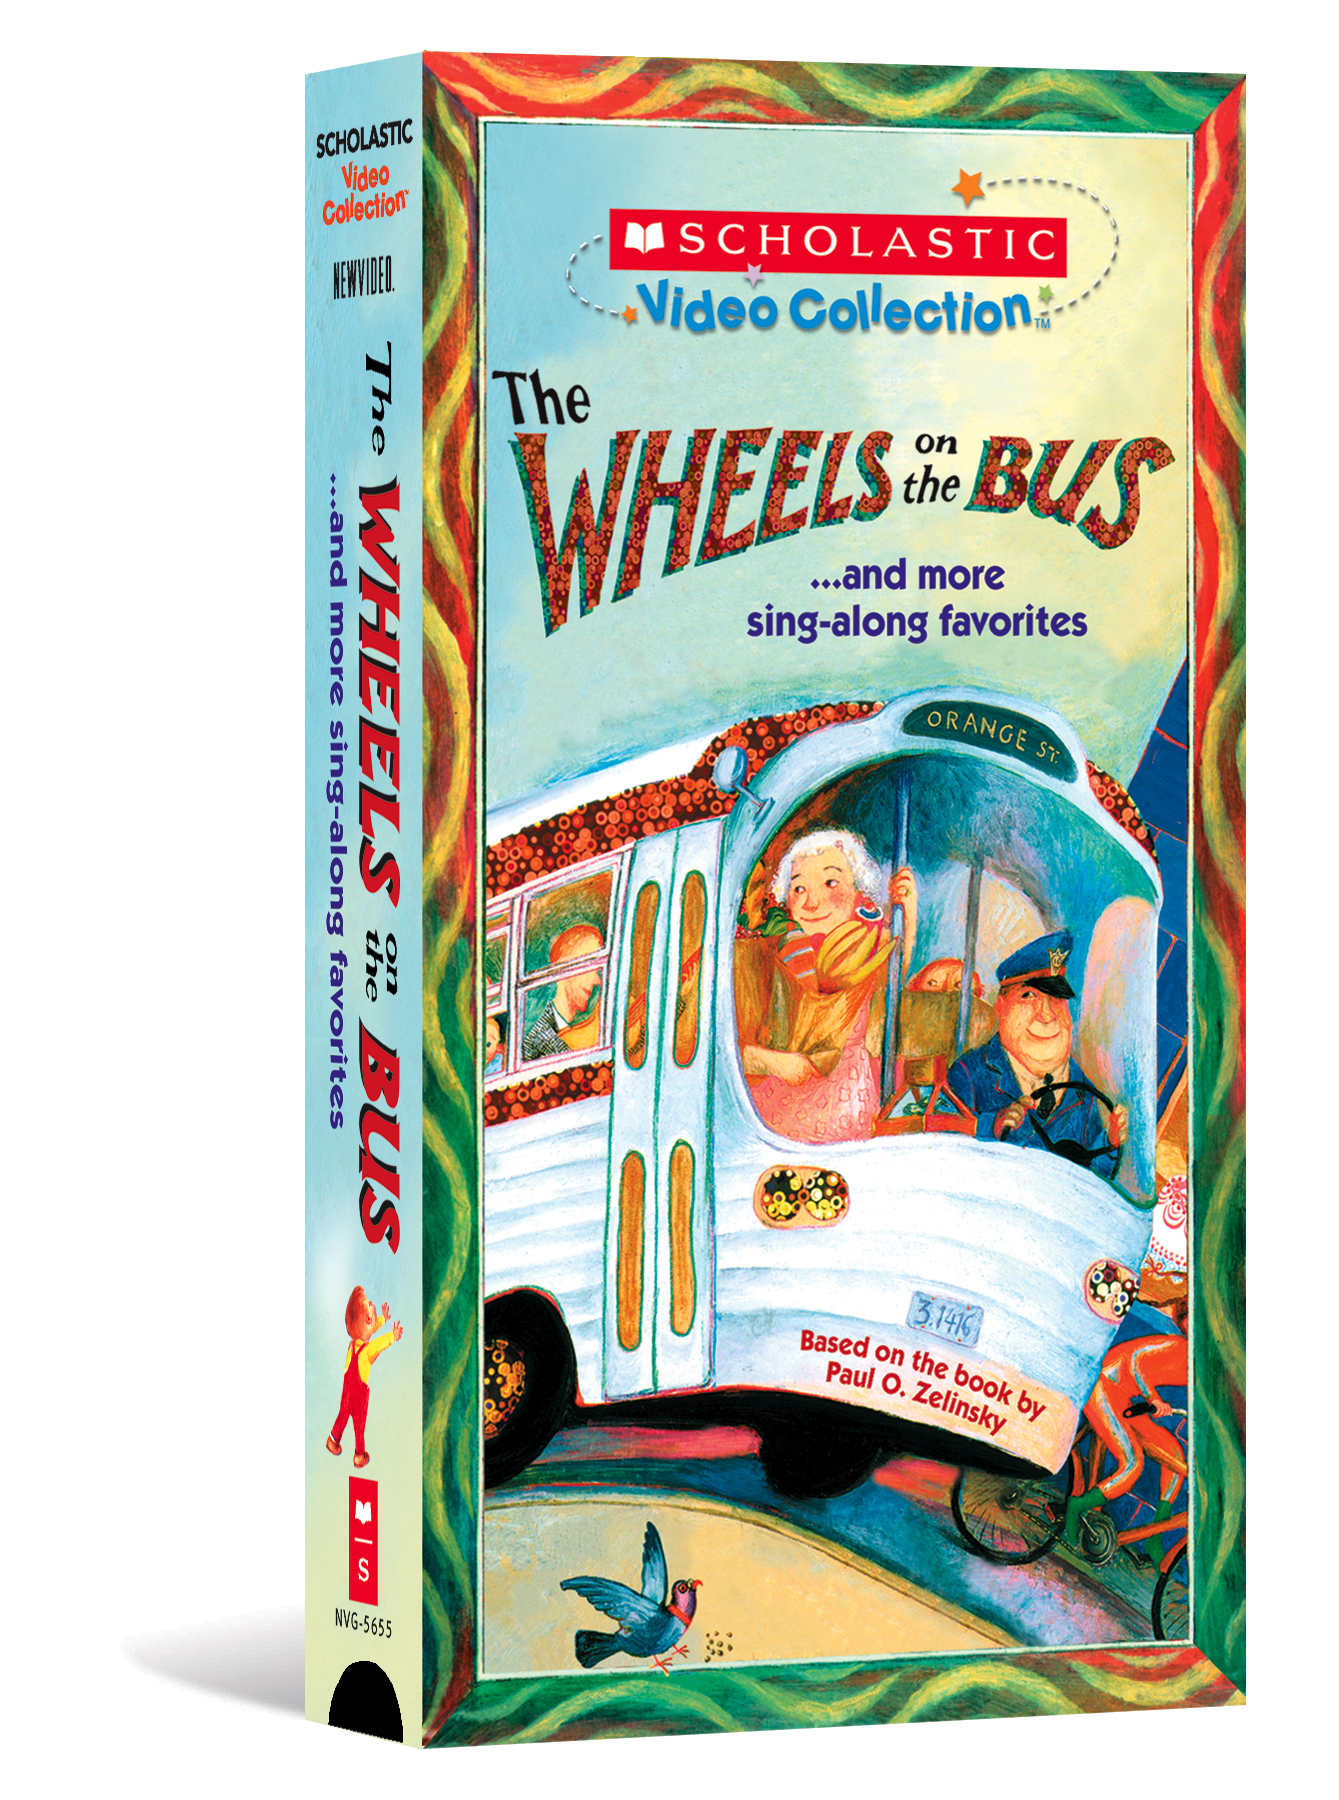 SCHOLASTIC
Video
Collection™
NEWVIDEO.
The WHEELS on the BUS
...and more sing-along favorites
S
NVG-5655
SCHOLASTIC
Video Collection™
The
WHEELS on the BUS
...and more
sing-along favorites
ORANGE ST.
3.1416
Based on the book by
Paul O. Zelinsky